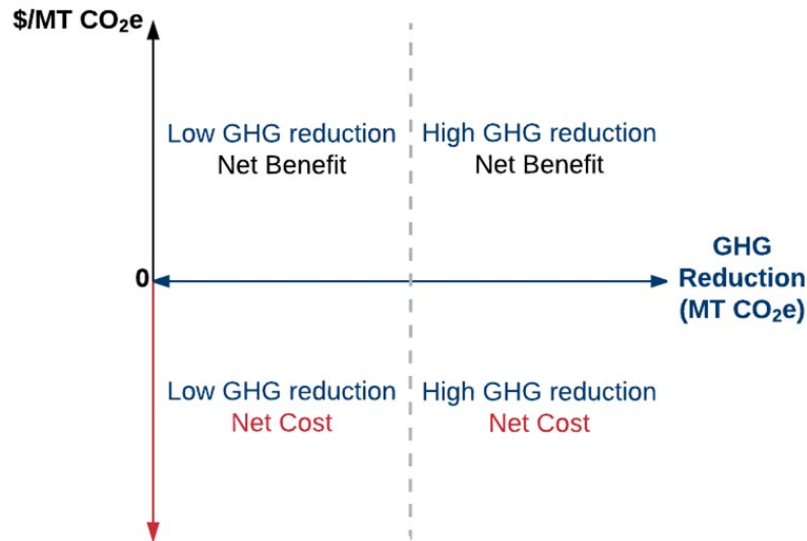 $/MT CO₂e
Low GHG reduction
Net Benefit
High GHG reduction
Net Benefit
0
GHG
Reduction
(MT CO₂e)
Low GHG reduction
Net Cost
High GHG reduction
Net Cost